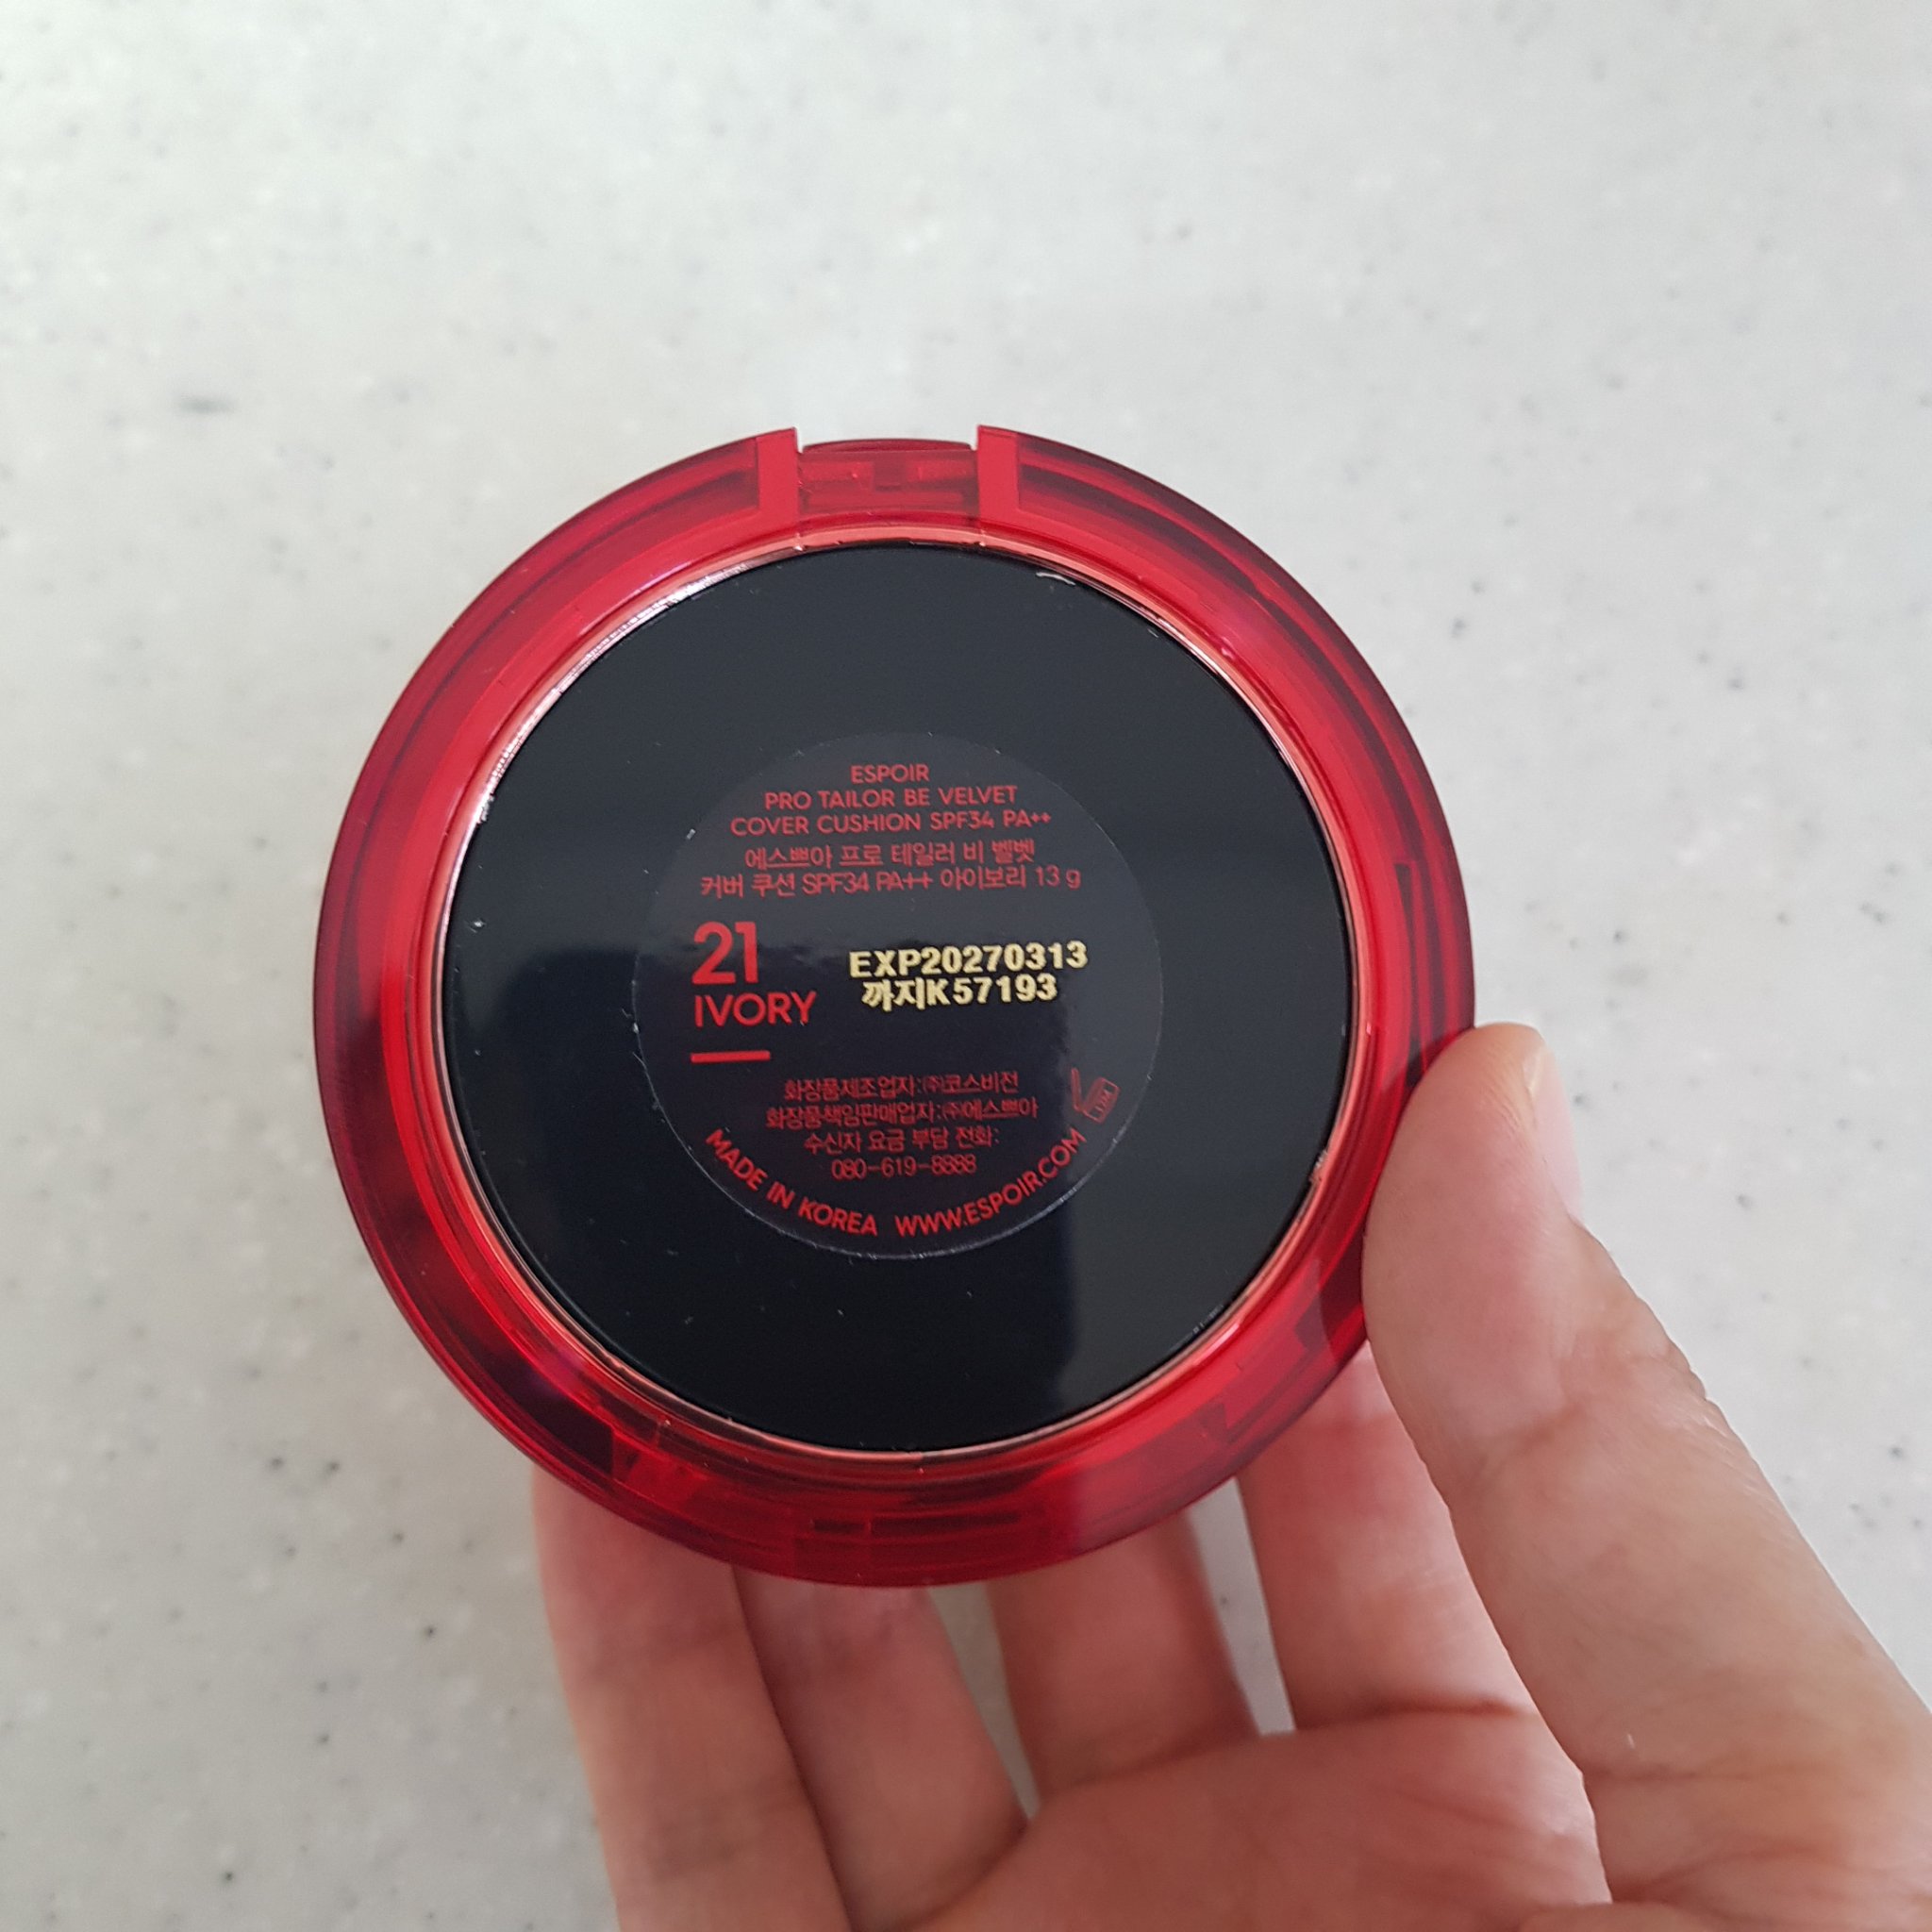 ESPOIR
PRO TAILOR BE VELVET
COVER CUSHION SPF34 PA++
에스쁘아 프로 테일러 비 벨벳
커버 쿠션 SPF34 PA++ 아이보리 13 g
21
IVORY
EXP20270313
까지K57193
화장품제조업자:㈜코스비전
화장품책임판매업자:㈜에스쁘아
수신자 요금 부담 전화:
080-619-8888
MADE IN KOREA WWW.ESPOIR.COM